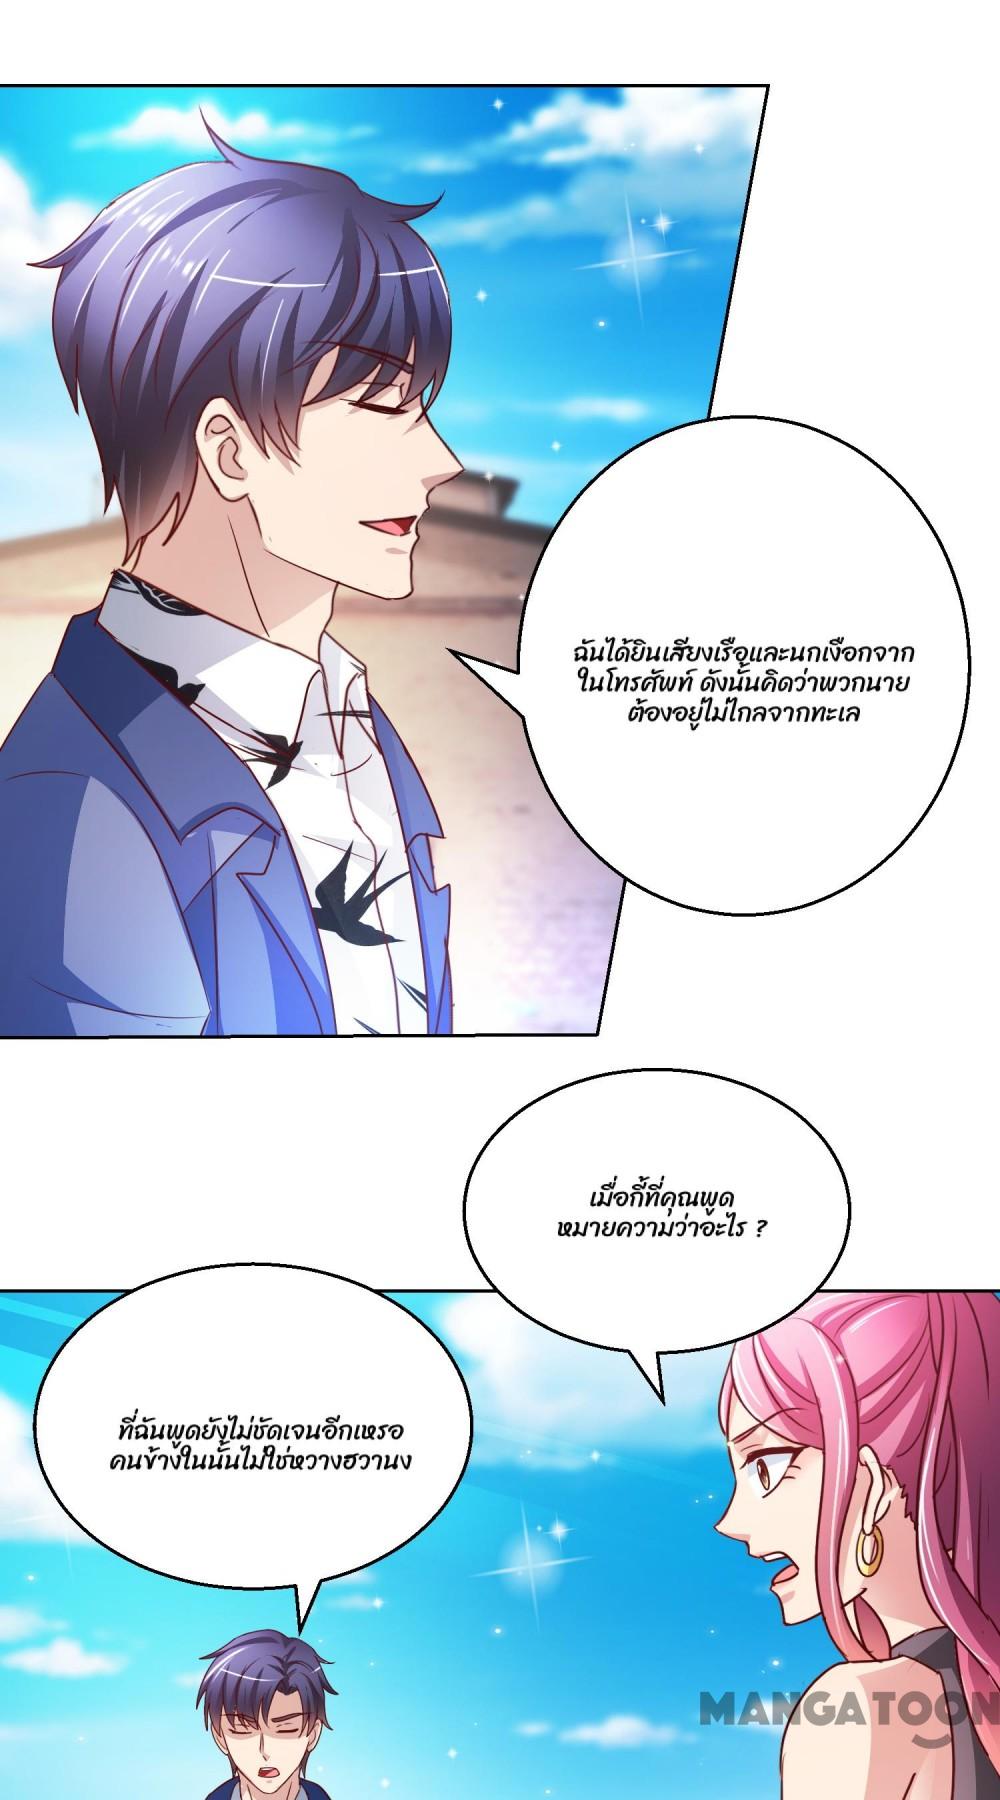 ฉันได้ยินเสียงเรือและนกเงือกจาก
ในโทรศัพท์ ดังนั้นคิดว่าพวกนาย
ต้องอยู่ไม่ไกลจากทะเล
เมื่อกี้ที่คุณพูด
หมายความว่าอะไร ?
ที่ฉันพูดยังไม่ชัดเจนอีกเหรอ
คนข้างในนั้นไม่ใช่หวางฮวานง
MANGATOON